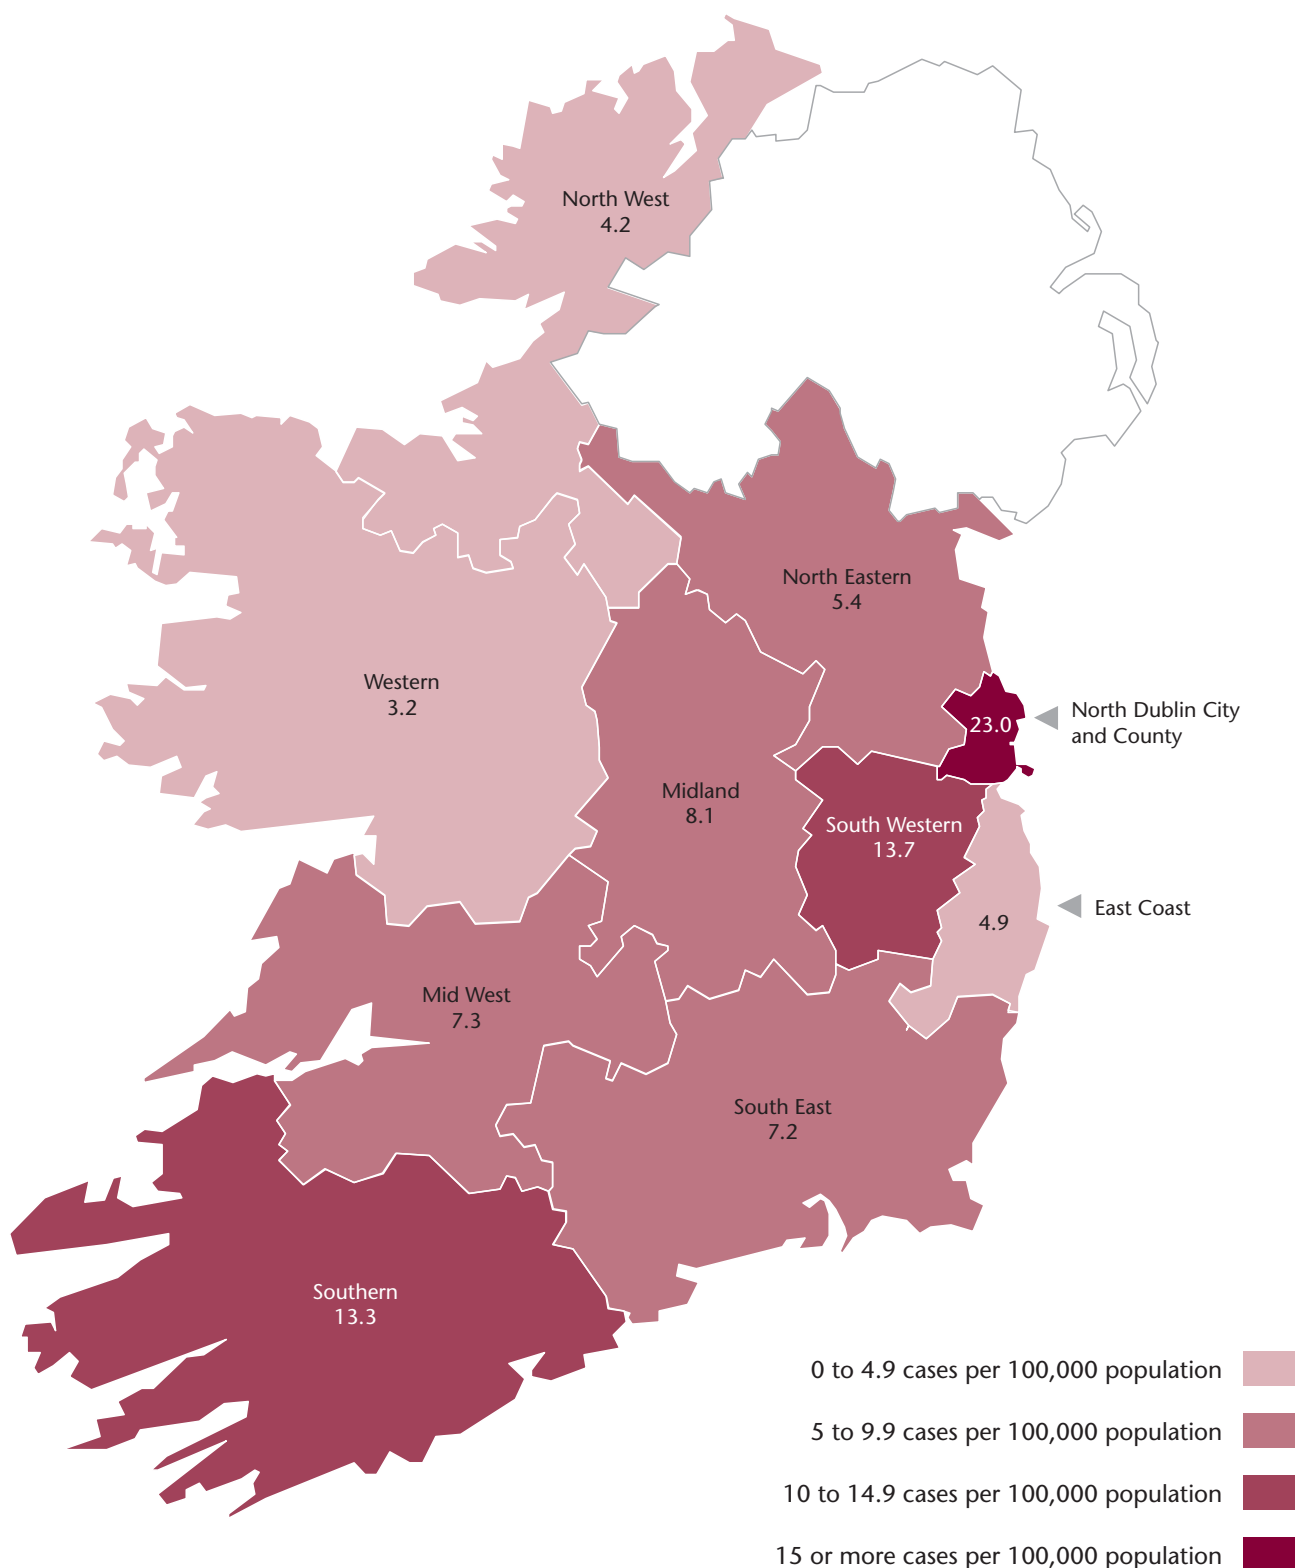 North West
4.2
North Eastern
5.4
Western
3.2
23.0
North Dublin City
and County
Midland
8.1
South Western
13.7
4.9
East Coast
Mid West
7.3
South East
7.2
Southern
13.3
0 to 4.9 cases per 100,000 population
5 to 9.9 cases per 100,000 population
10 to 14.9 cases per 100,000 population
15 or more cases per 100,000 population